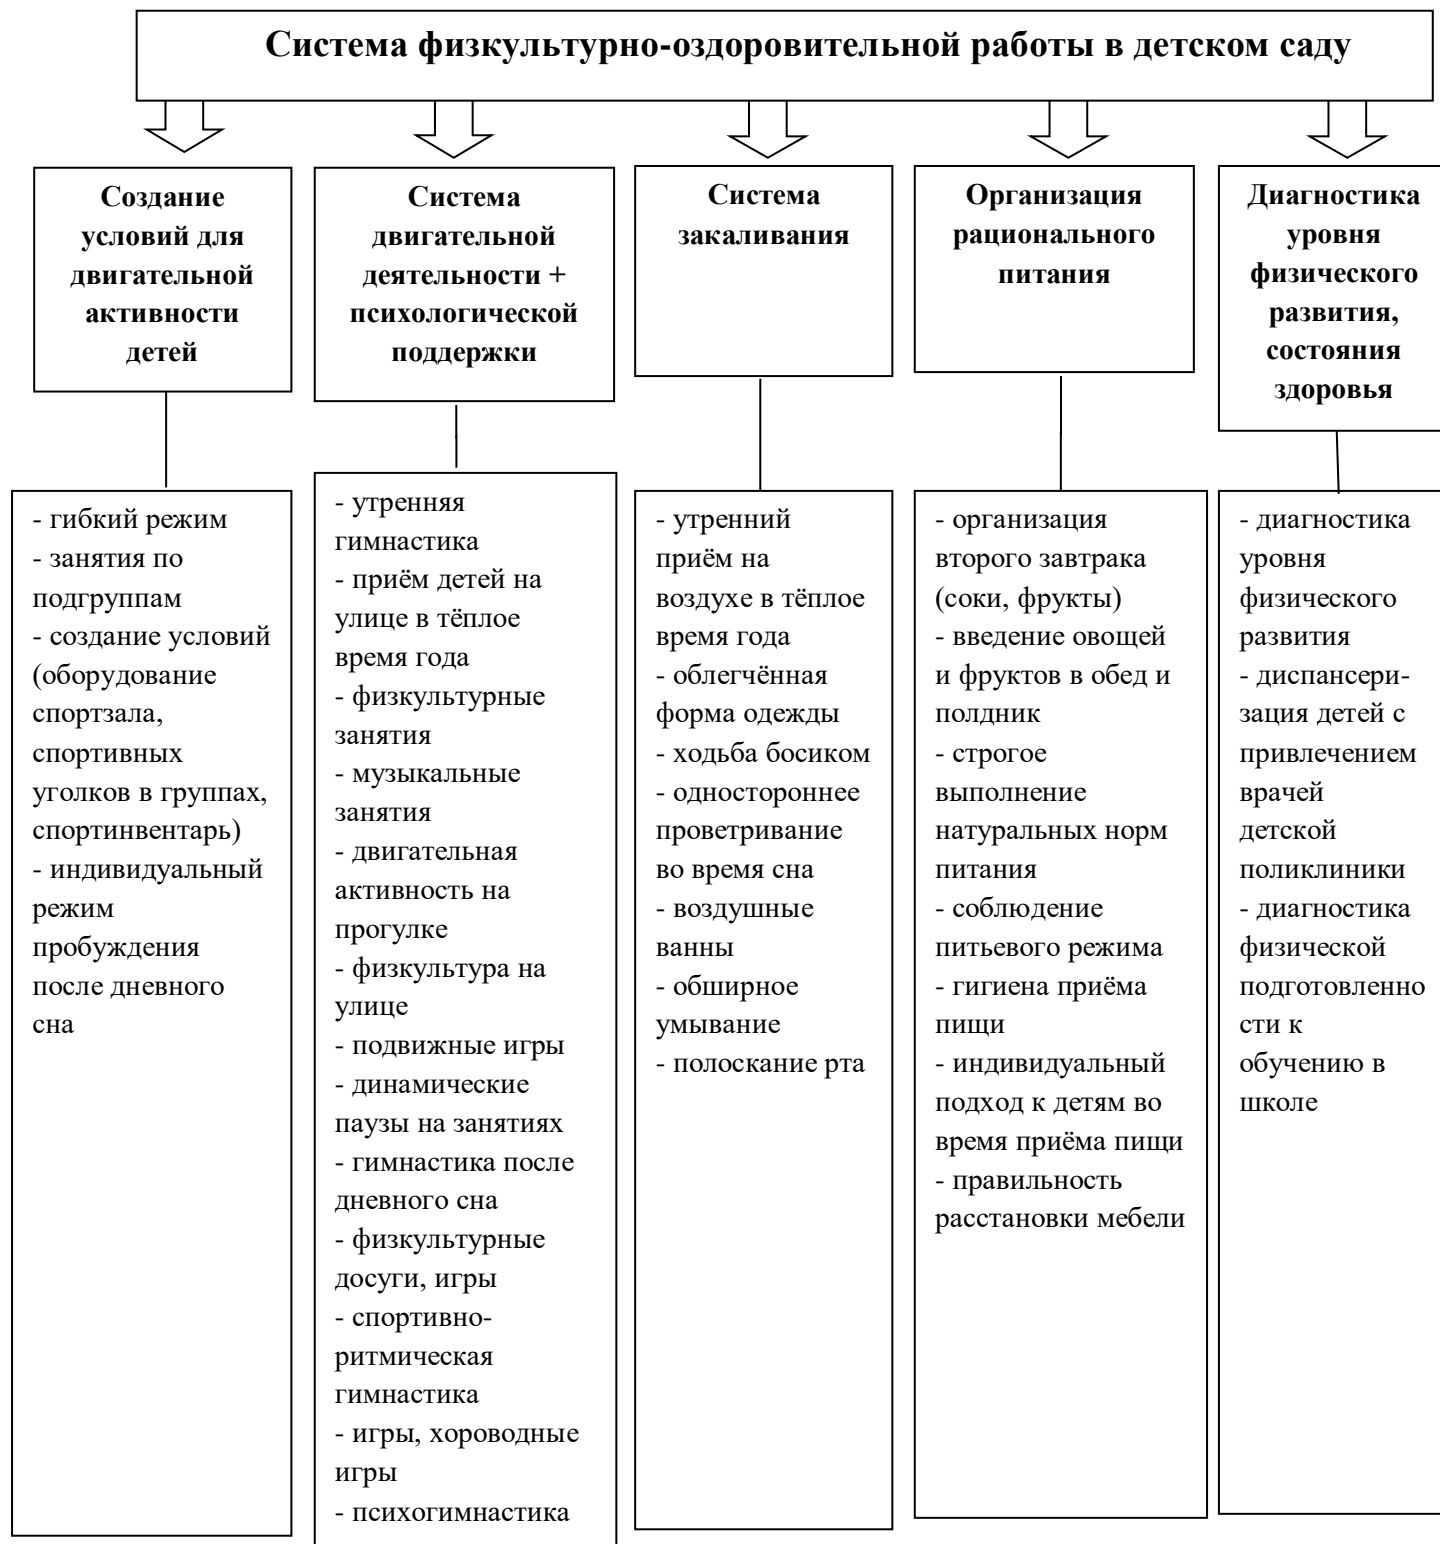 Система физкультурно-оздоровительной работы в детском саду
Создание
условий для
двигательной
активности
детей
Система
двигательной
деятельности +
психологической
поддержки
Система
закаливания
Организация
рационального
питания
Диагностика
уровня
физического
развития,
состояния
здоровья
- гибкий режим
- занятия по
подгруппам
- создание условий
(оборудование
спортзала,
спортивных
уголков в группах,
спортинвентарь)
- индивидуальный
режим
пробуждения
после дневного
сна
- утренняя
гимнастика
- приём детей на
улице в тёплое
время года
- физкультурные
занятия
- музыкальные
занятия
- двигательная
активность на
прогулке
- физкультура на
улице
- подвижные игры
- динамические
паузы на занятиях
- гимнастика после
дневного сна
- физкультурные
досуги, игры
- спортивно-
ритмическая
гимнастика
- игры, хороводные
игры
- психогимнастика
- утренний
приём на
воздухе в тёплое
время года
- облегчённая
форма одежды
- ходьба босиком
- одностороннее
проветривание
во время сна
- воздушные
ванны
- обширное
умывание
- полоскание рта
- организация
второго завтрака
(соки, фрукты)
- введение овощей
и фруктов в обед и
полдник
- строгое
выполнение
натуральных норм
питания
- соблюдение
питьевого режима
- гигиена приёма
пищи
- индивидуальный
подход к детям во
время приёма пищи
- правильность
расстановки мебели
- диагностика
уровня
физического
развития
- диспансери-
зация детей с
привлечением
врачей
детской
поликлиники
- диагностика
физической
подготовленно
сти к
обучению в
школе